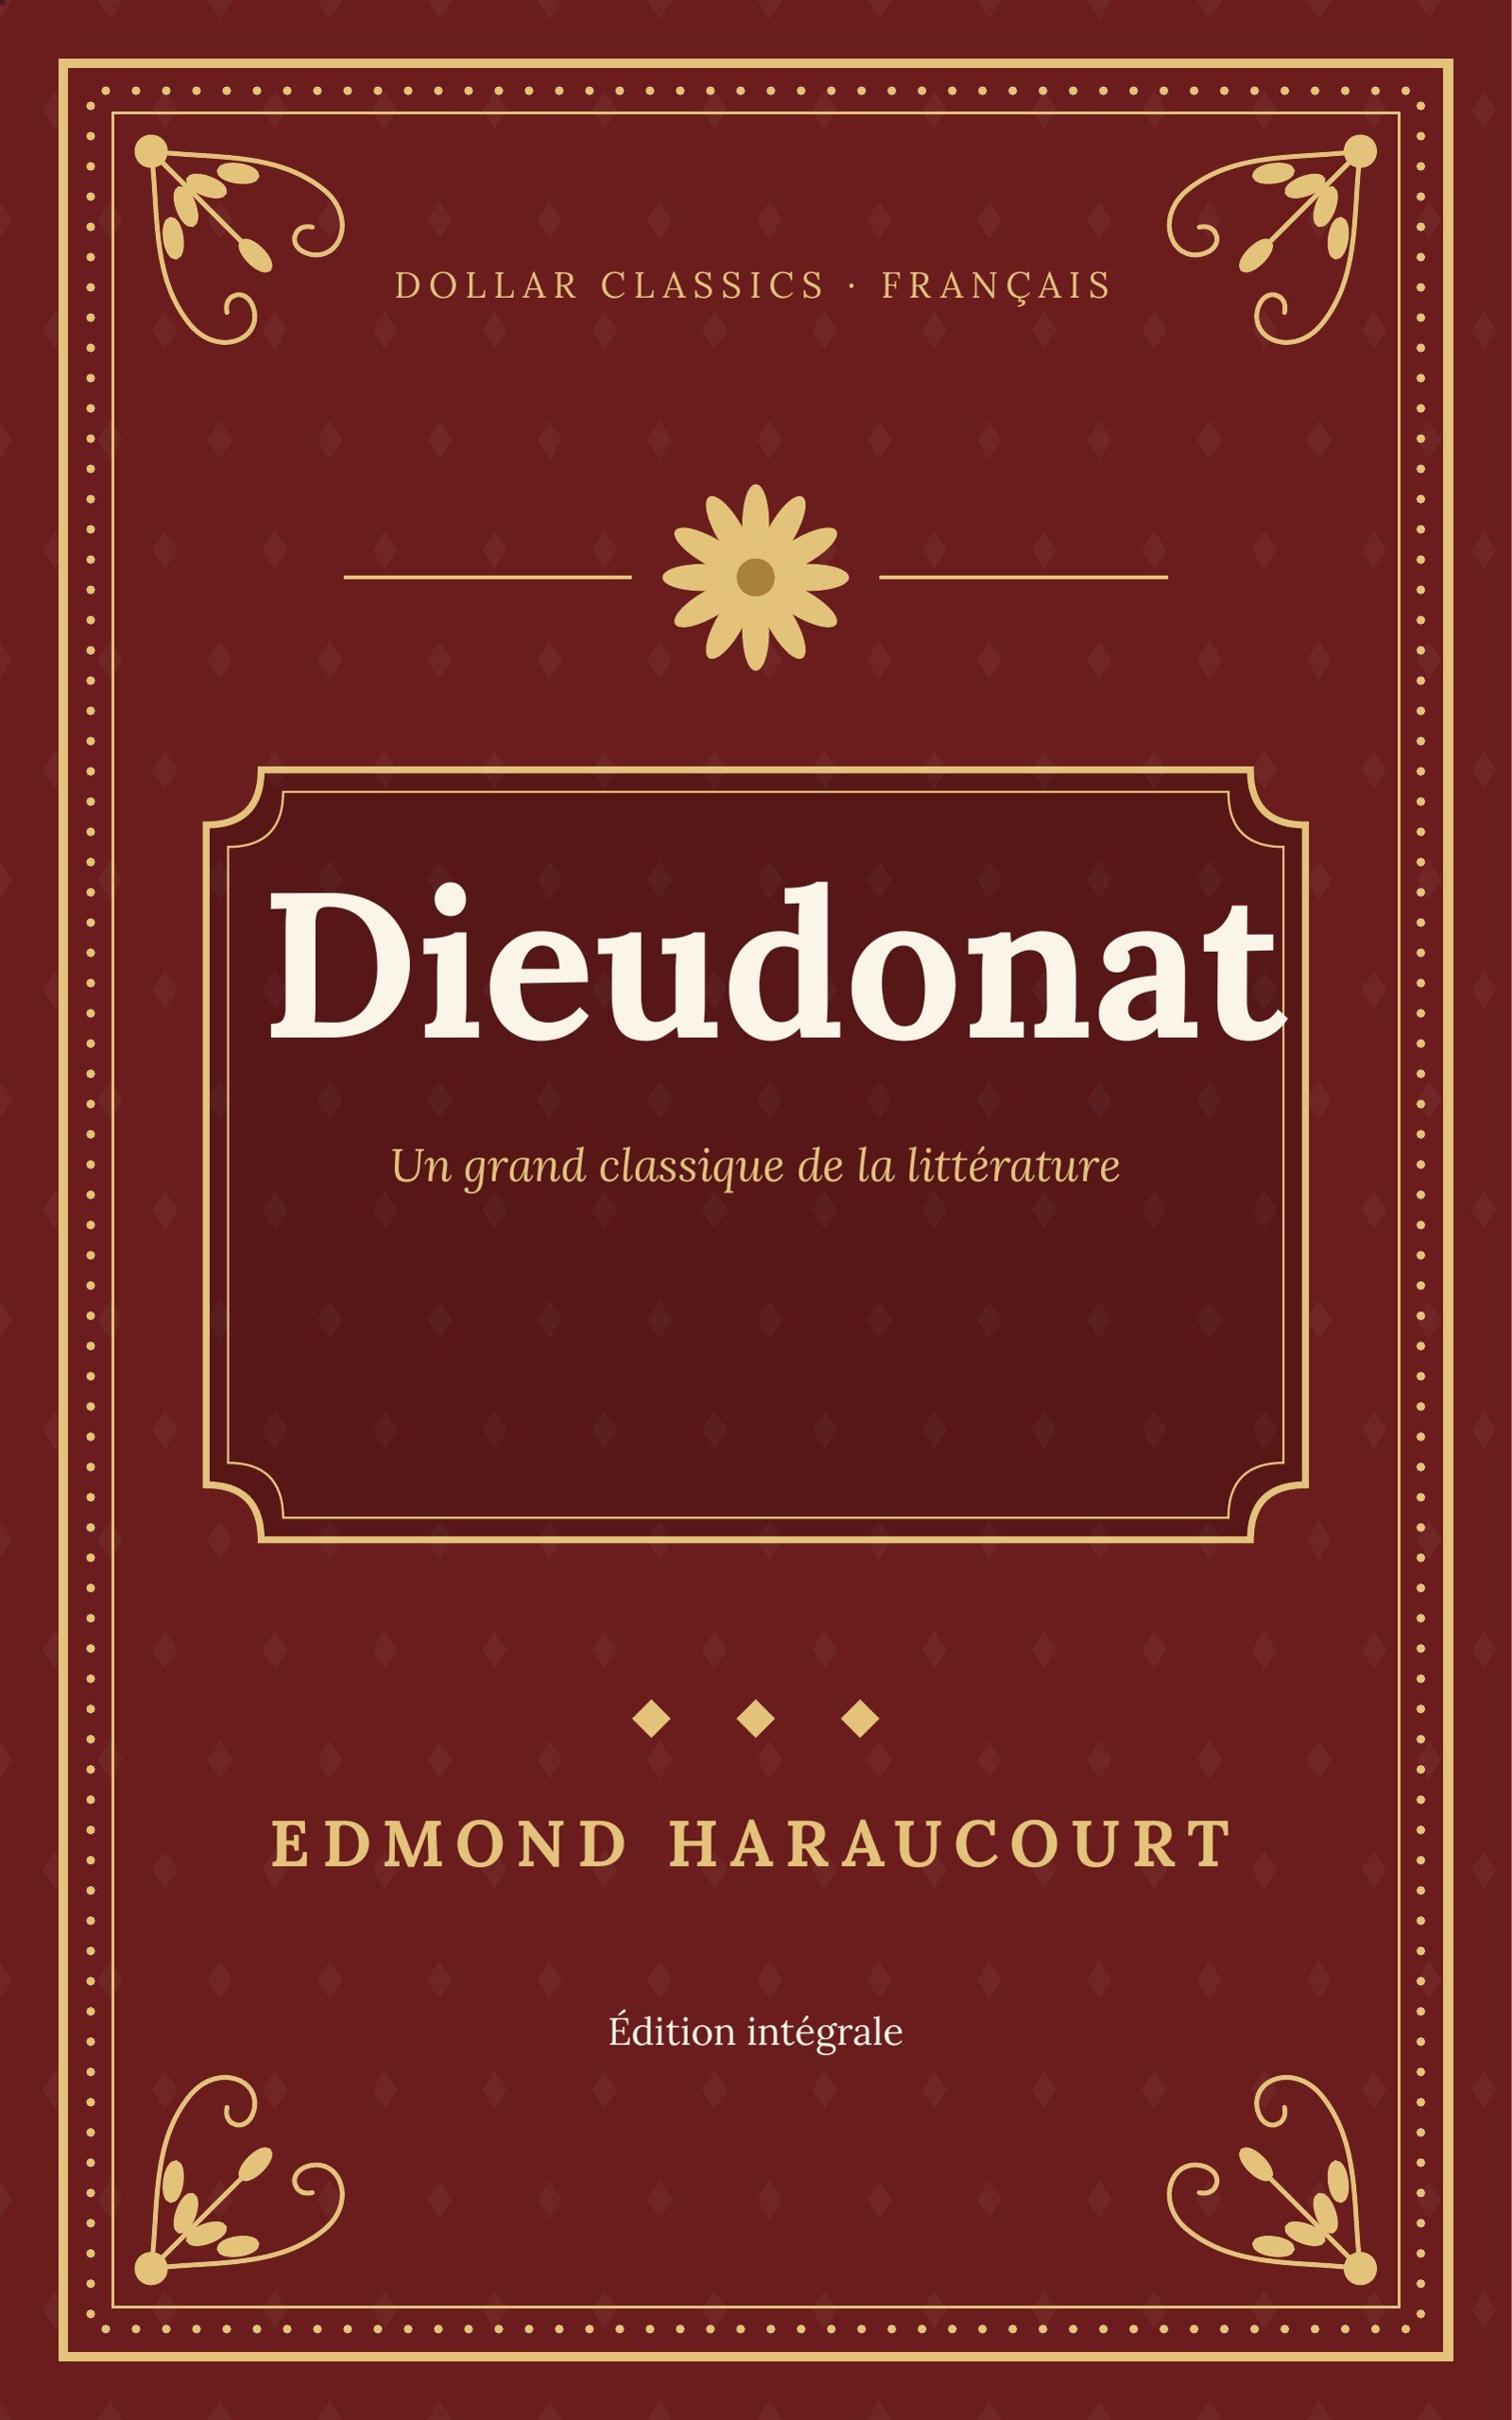 DOLLAR CLASSICS · FRANÇAIS
Dieudonat
Un grand classique de la littérature
EDMOND HARAUCOURT
Édition intégrale